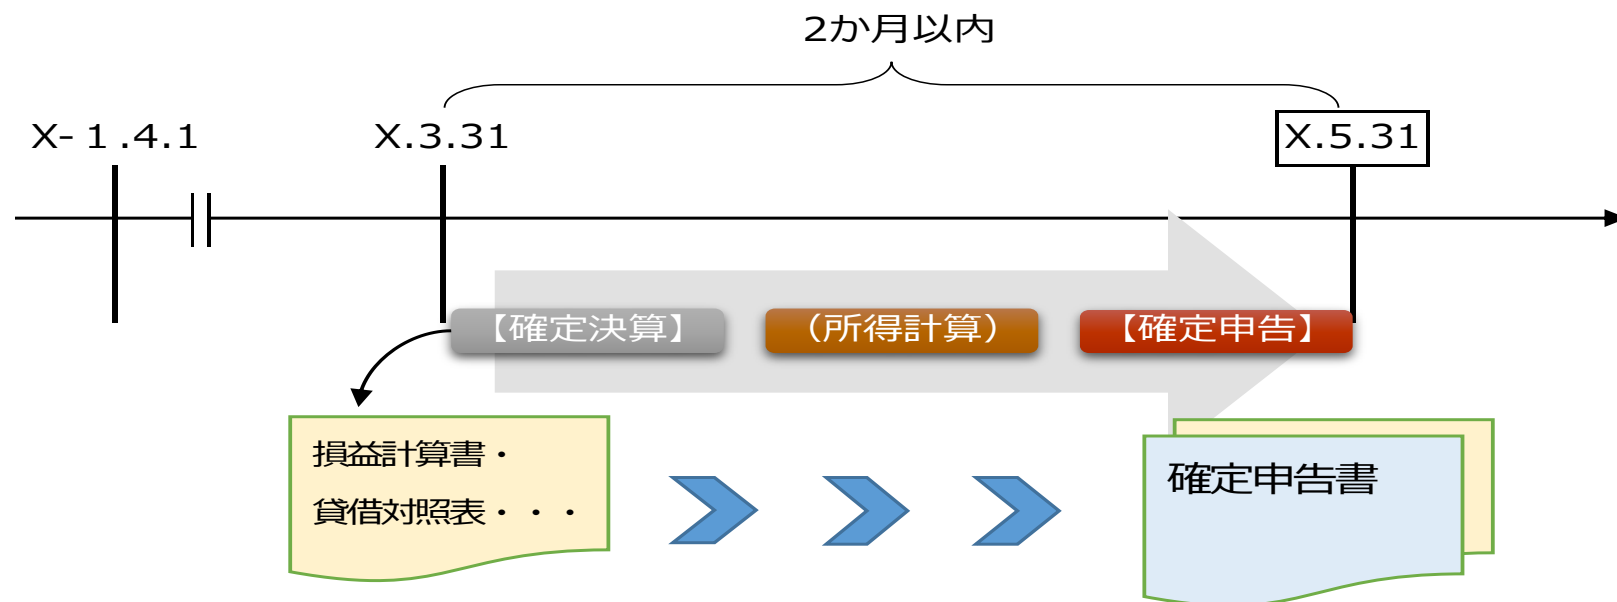 2か月以内
X-１.4.1
X.3.31
X.5.31
【確定決算】
（所得計算）
【確定申告】
損益計算書・
貸借対照表・・・
確定申告書